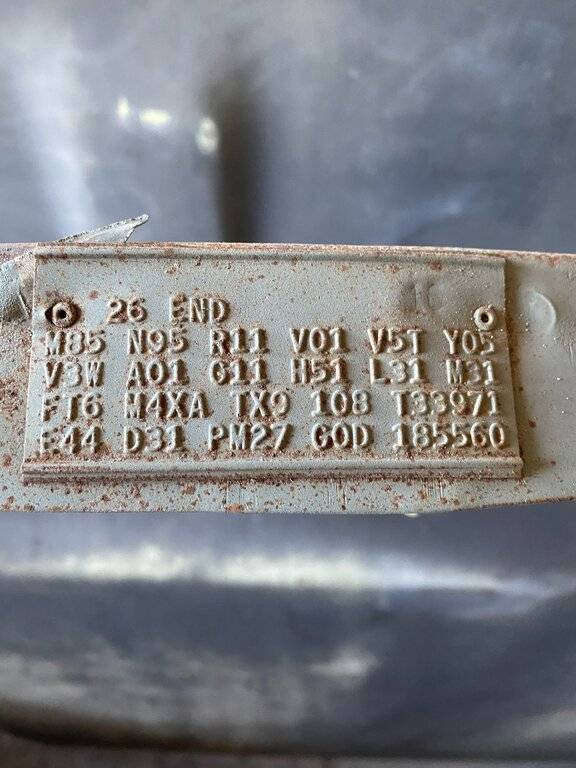 26 END
M85 N95 R11 V01 V5T Y05
V3W A01 G11 H51 L31 M31
FT6 M4XA TX9 108 T33971
E44 D31 PM27 G0D 185560